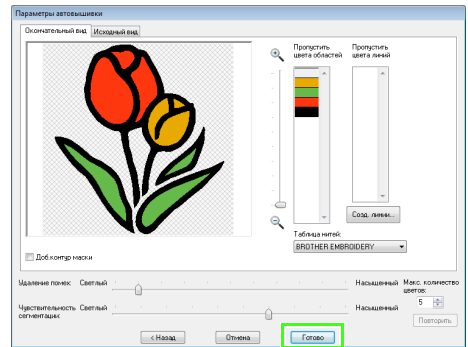 Параметры автовышивки
Окончательный вид Исходный вид
Пропустить цвета областей
Пропустить цвета линий
Созд. линии...
Таблица нитей:
BROTHER EMBROIDERY
Доб.контур маски
Удаление помех: Светлый Насыщенный
Макс. количество цветов:
5
Чувствительность сегментации: Светлый Насыщенный
Повторить
< Назад Отмена Готово